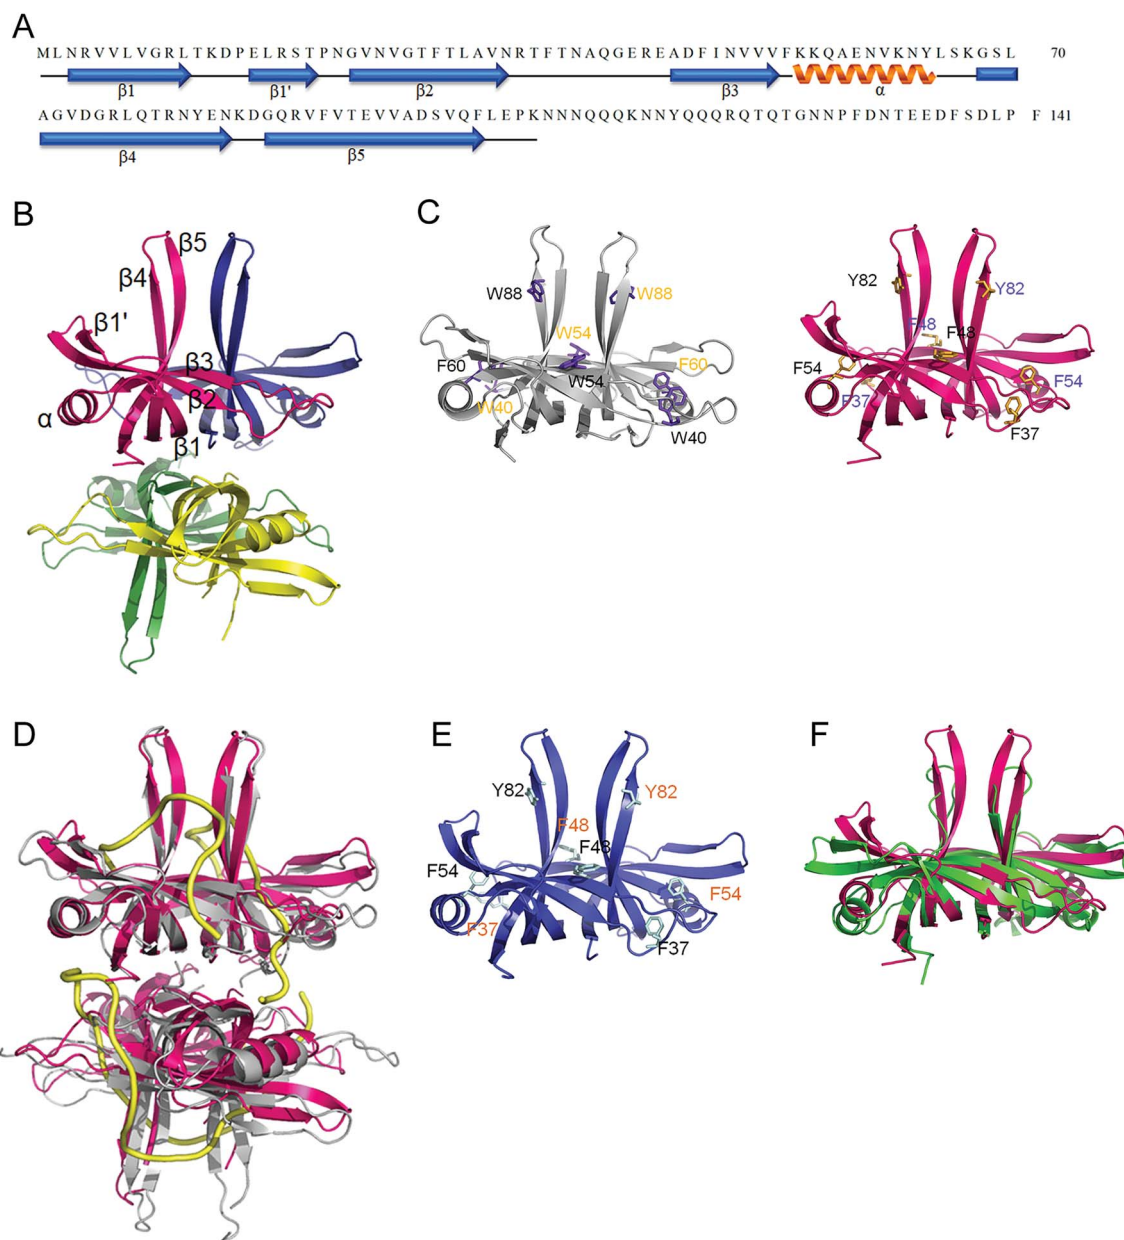 A
M L N R V V L V G R L T K D P E L R S T P N G V N V G T F T L A V N R T F T N A Q G E R E A D F I N V V V F K K Q A E N V K N Y L S K G S L 70
β1 β1' β2 β3 α
A G V D G R L Q T R N Y E N K D G Q R V F V T E V V A D S V Q F L E P K N N N Q Q Q K N N Y Q Q Q R Q T Q T G N N P F D N T E E D F S D L P F 141
β4 β5
B
β5
β4
β1'
β3
β2
α
β1
C
W88 W88
W54
F60 W54 F60
W40 W40
Y82 Y82
F48 F48
F54 F54
F37 F37
D
E
Y82 Y82
F48
F48
F54 F54
F37 F37
F